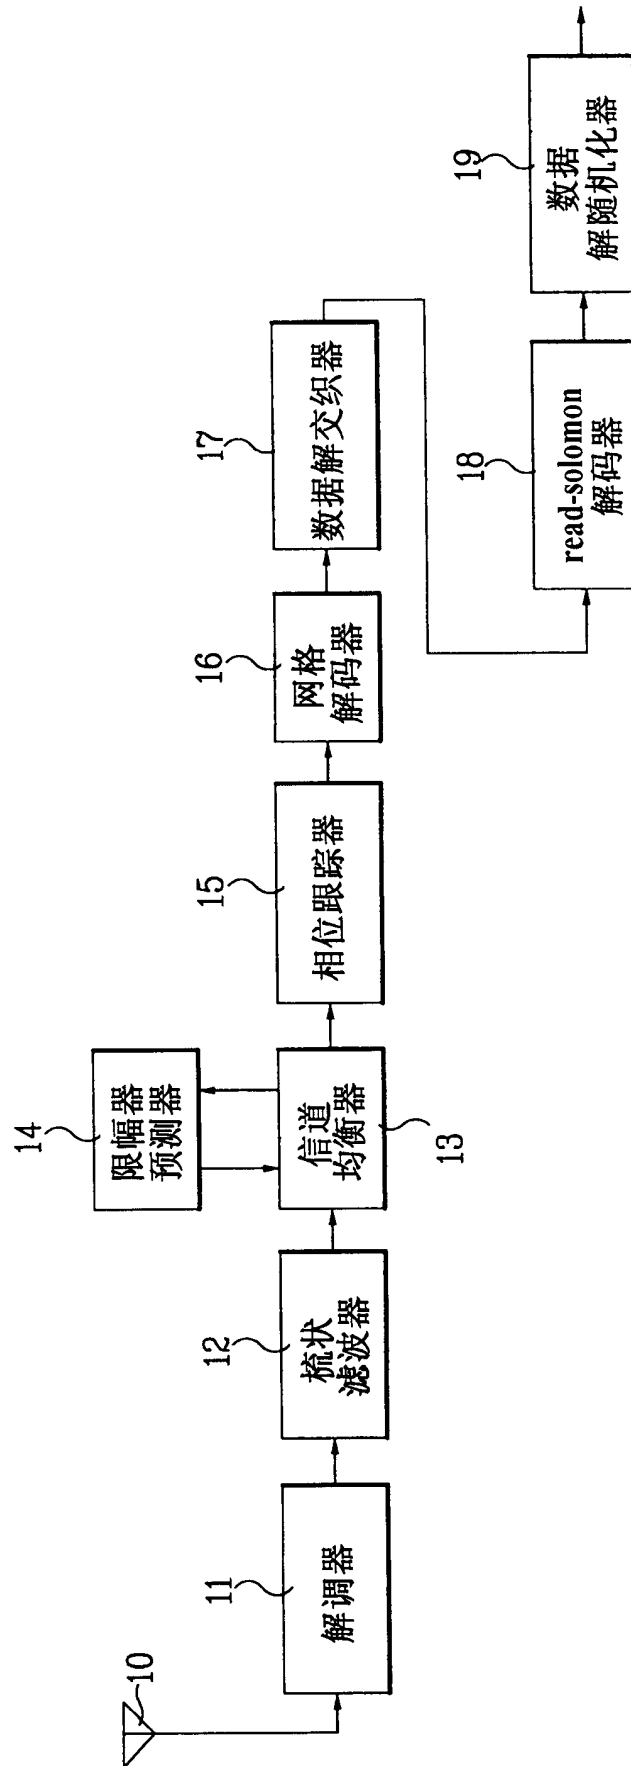 10
11
解调器
12
梳状
滤波器
13
信道
均衡器
14
限幅器
预测器
15
相位跟踪器
16
网格
解码器
17
数据解交织器
18
read-solomon
解码器
19
数据
解随机化器